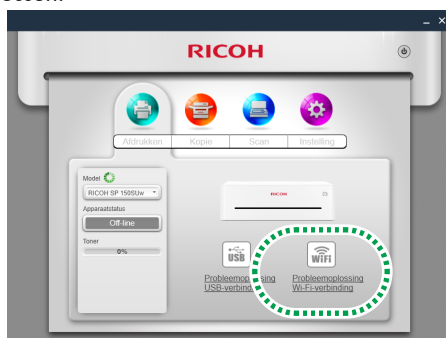 RICOH
Afdrukken Kopie Scan Instelling
Model
RICOH SP 150SUw
Apparaatstatus
Off-line
Toner
0%
RICOH
USB
WiFi
Probleemoplossing
USB-verbinding
Probleemoplossing
Wi-Fi-verbinding